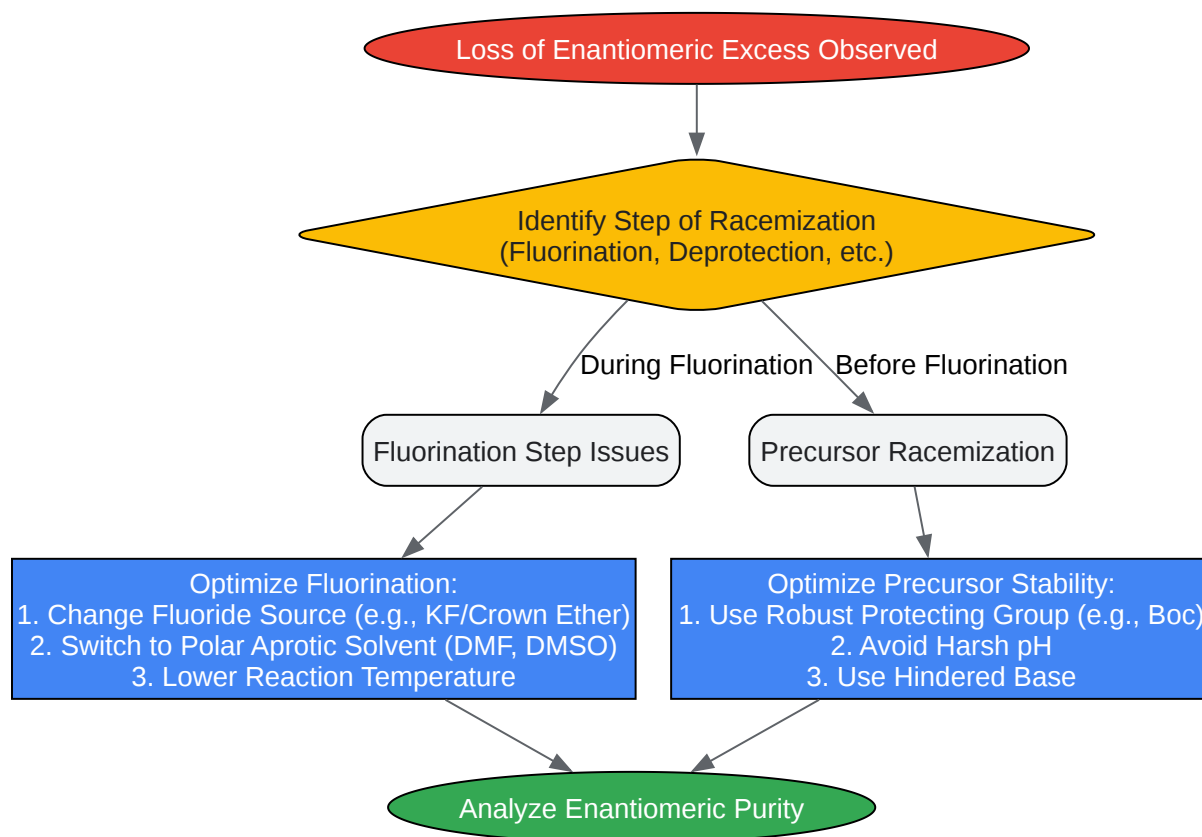 Loss of Enantiomeric Excess Observed
Identify Step of Racemization
(Fluorination, Deprotection, etc.)
During Fluorination
Before Fluorination
Fluorination Step Issues
Precursor Racemization
Optimize Fluorination:
1. Change Fluoride Source (e.g., KF/Crown Ether)
2. Switch to Polar Aprotic Solvent (DMF, DMSO)
3. Lower Reaction Temperature
Optimize Precursor Stability:
1. Use Robust Protecting Group (e.g., Boc)
2. Avoid Harsh pH
3. Use Hindered Base
Analyze Enantiomeric Purity